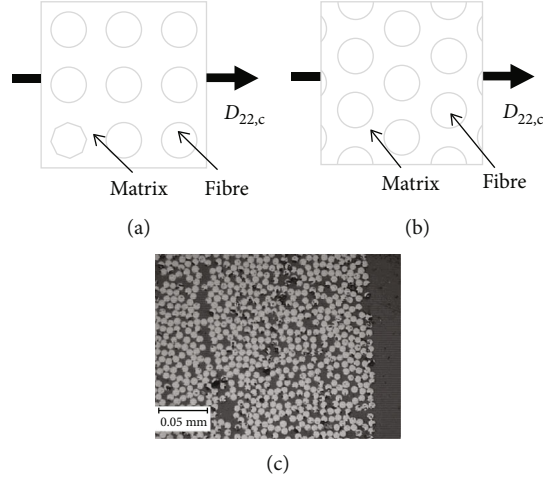 D22,c
Matrix
Fibre
(a)
D22,c
Matrix
Fibre
(b)
0.05 mm
(c)